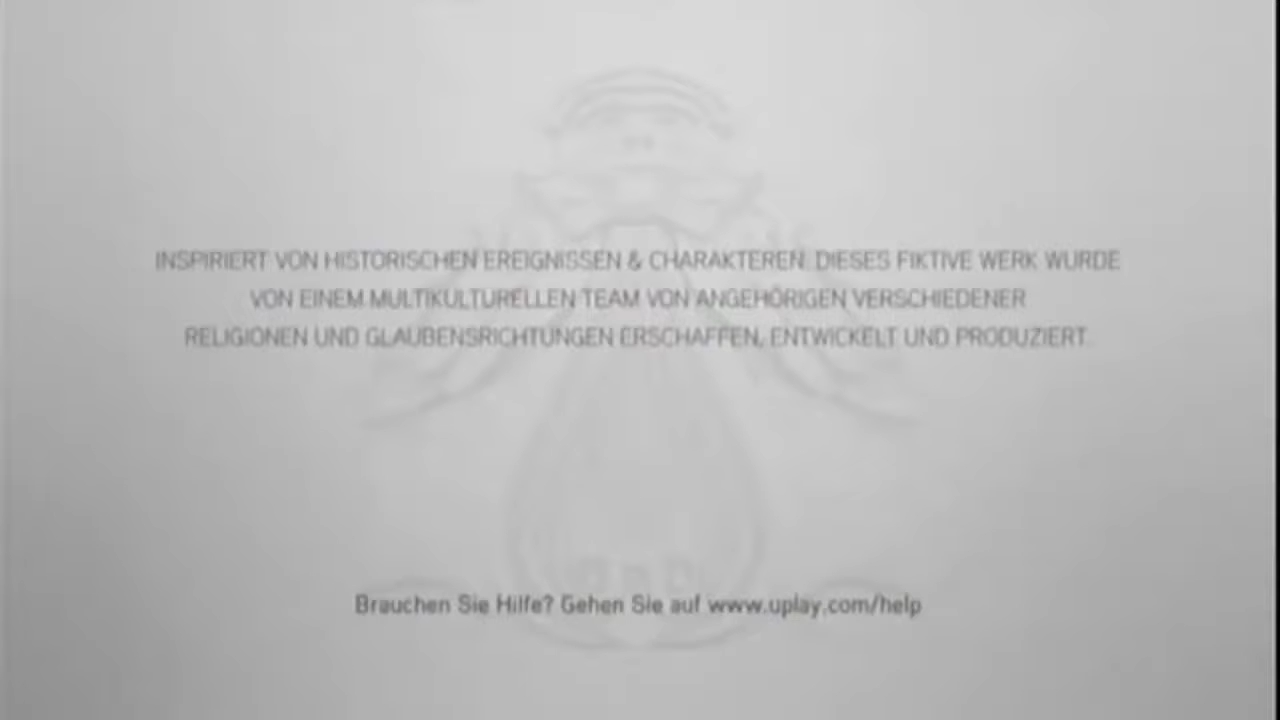 INSPIRIERT VON HISTORISCHEN EREIGNISSEN & CHARAKTEREN. DIESES FIKTIVE WERK WURDE
VON EINEM MULTIKULTURELLEN TEAM VON ANGEHÖRIGEN VERSCHIEDENER
RELIGIONEN UND GLAUBENSRICHTUNGEN ERSCHAFFEN, ENTWICKELT UND PRODUZIERT.
Brauchen Sie Hilfe? Gehen Sie auf www.uplay.com/help